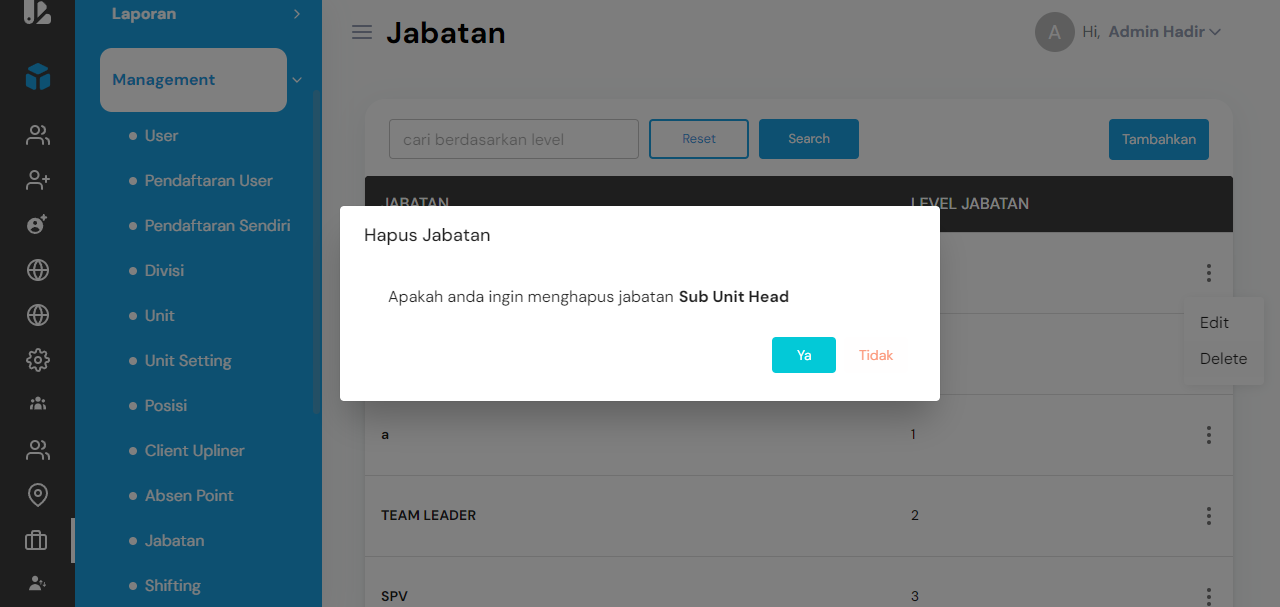 Laporan
Management
User
Pendaftaran User
Pendaftaran Sendiri
Divisi
Unit
Unit Setting
Posisi
Client Upliner
Absen Point
Jabatan
Shifting
Jabatan
A
Hi, Admin Hadir
cari berdasarkan level
Reset
Search
Tambahkan
JABATAN
LEVEL JABATAN
Hapus Jabatan
Apakah anda ingin menghapus jabatan Sub Unit Head
Ya
Tidak
Edit
Delete
a
1
TEAM LEADER
2
SPV
3